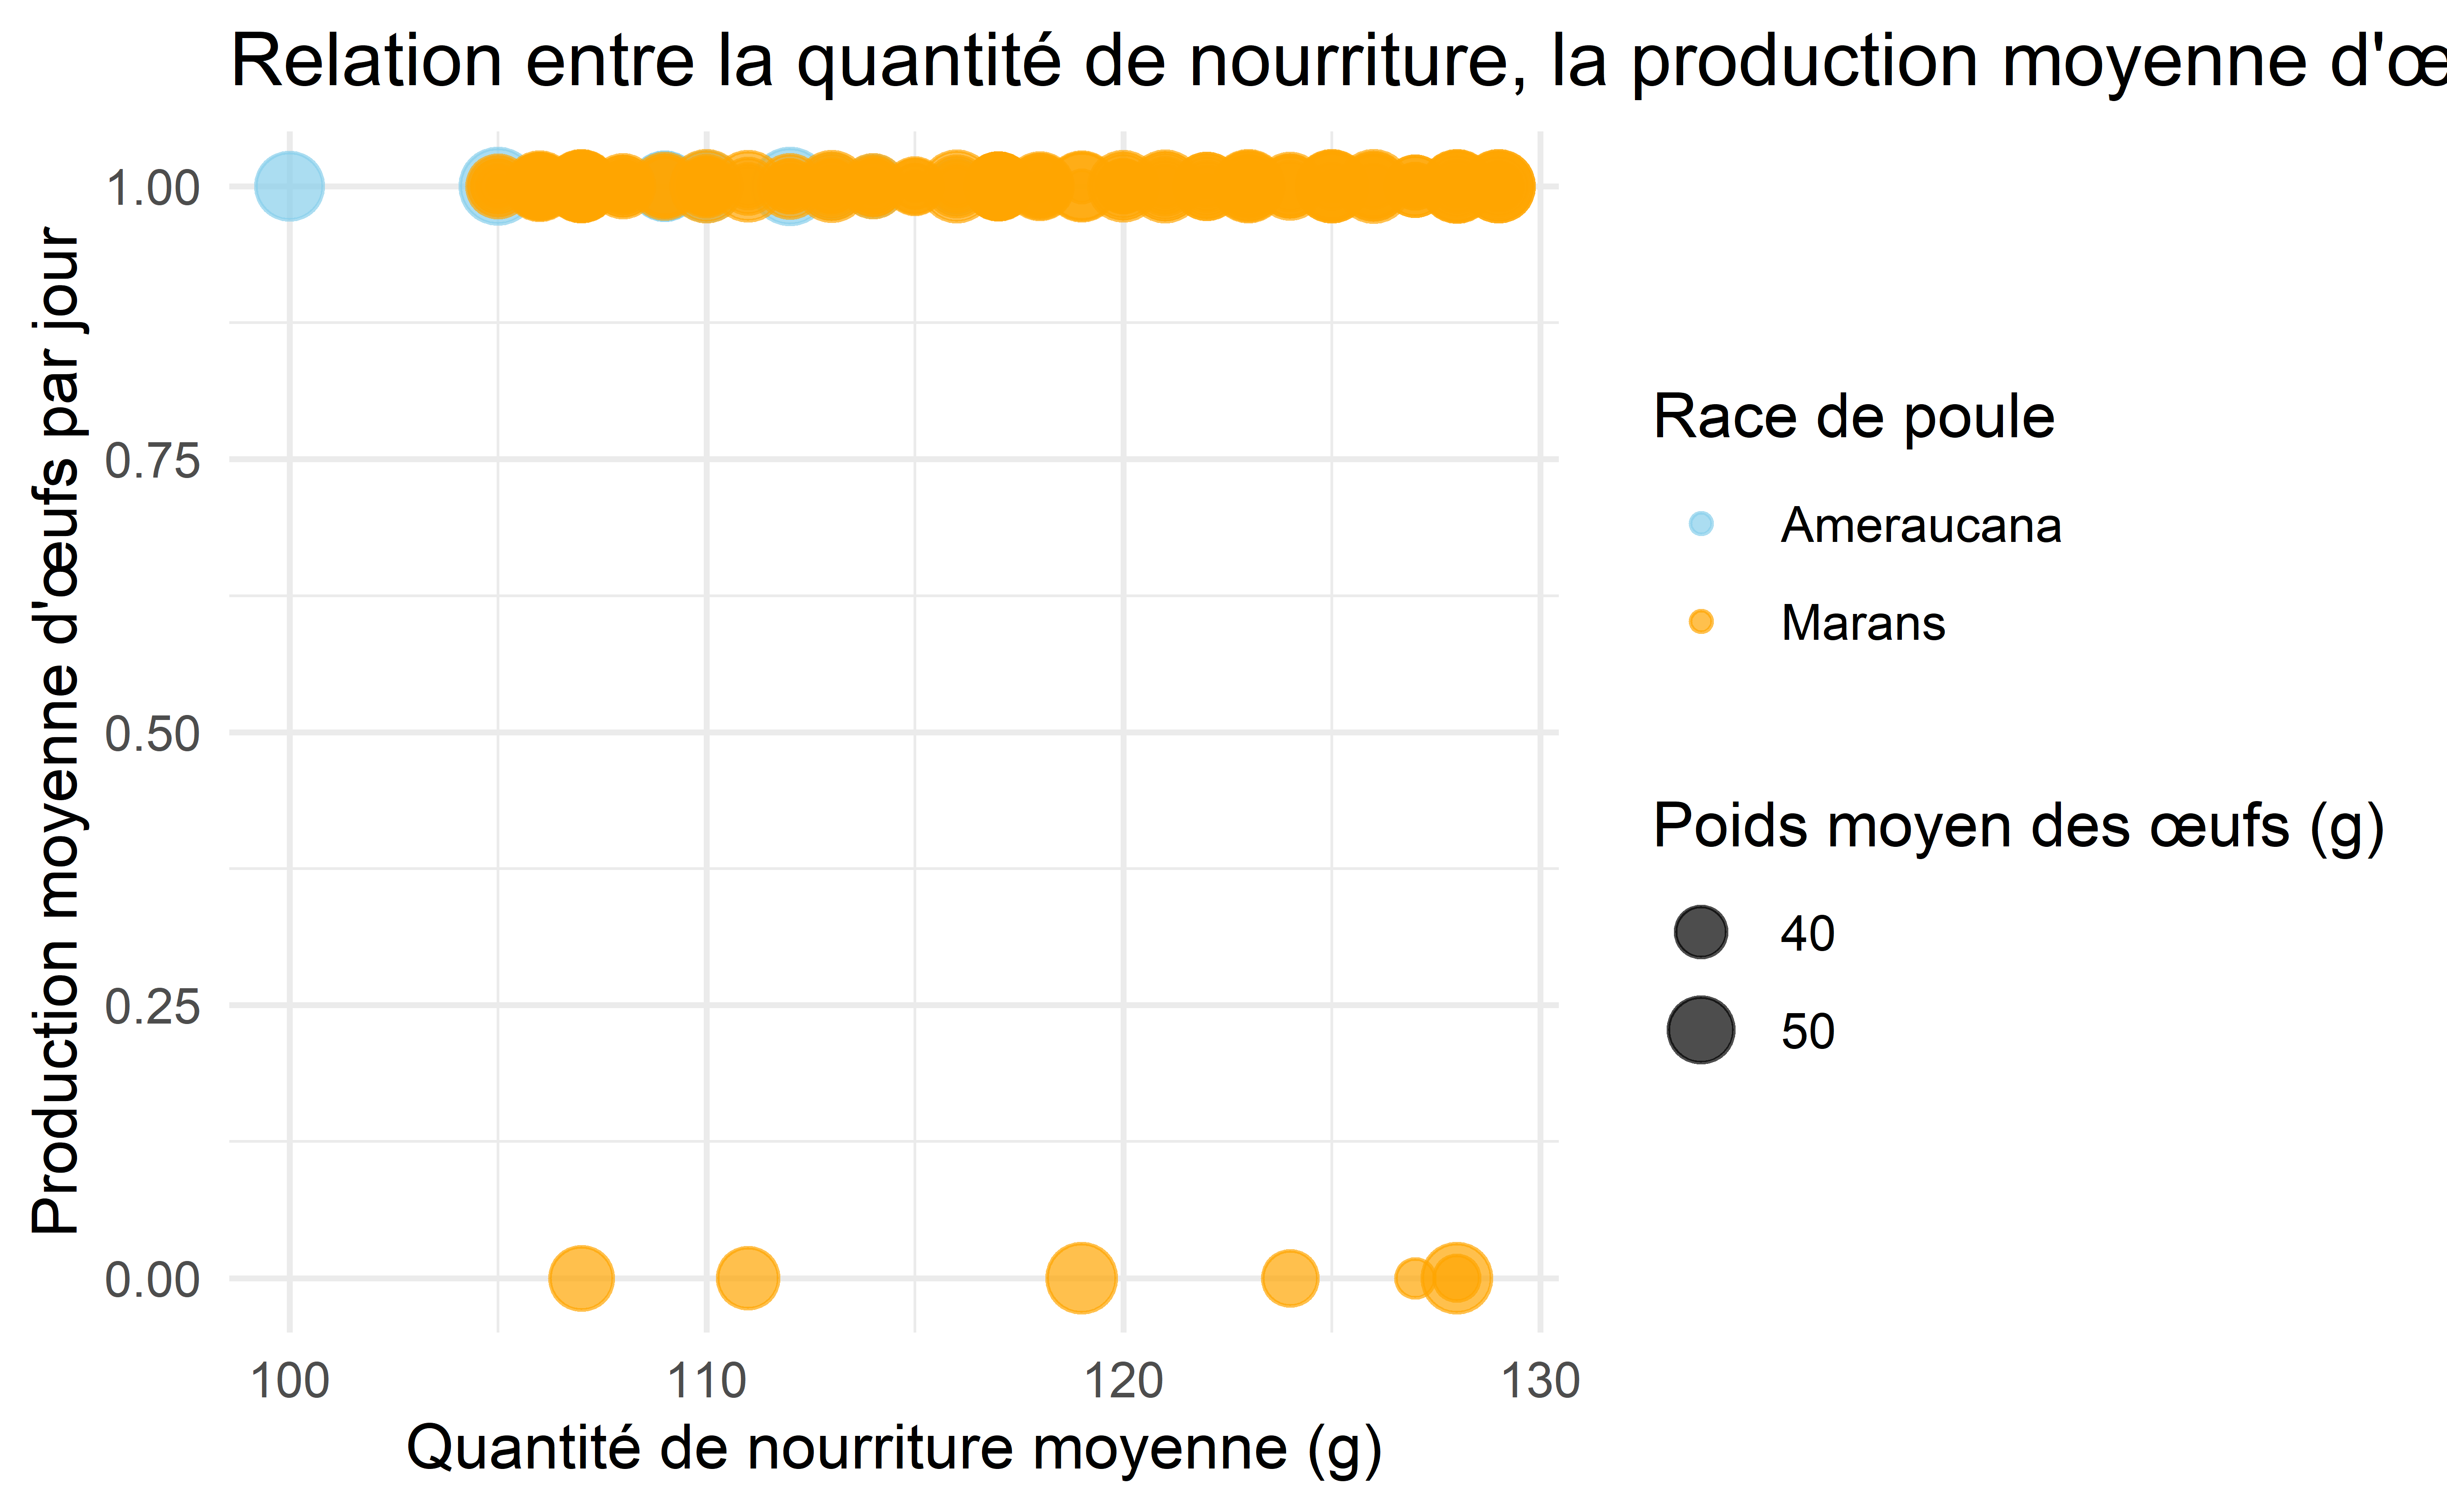 Relation entre la quantité de nourriture, la production moyenne d'œ
Production moyenne d'œufs par jour
1.00
0.75
0.50
0.25
0.00
100 110 120 130
Quantité de nourriture moyenne (g)
Race de poule
Ameraucana
Marans
Poids moyen des œufs (g)
40
50